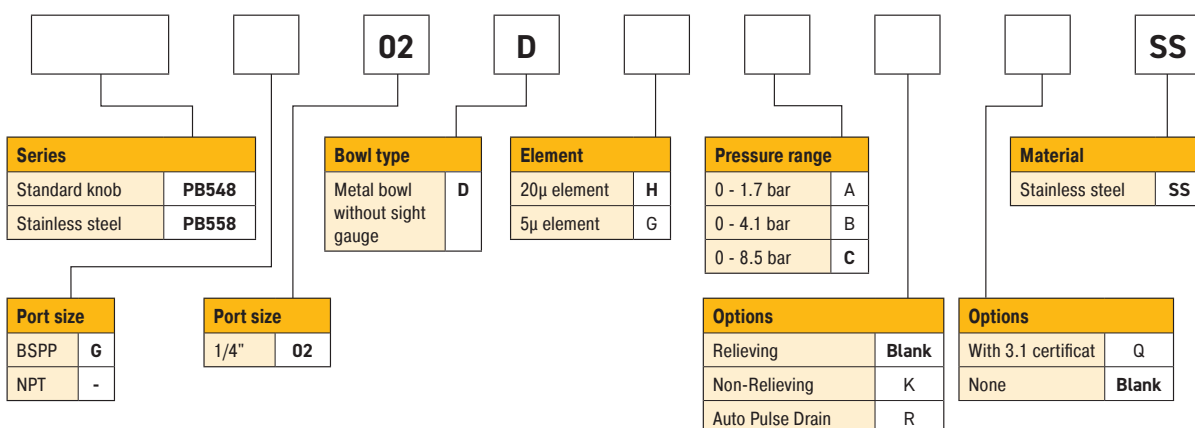 02 D SS
Series
Standard knob PB548
Stainless steel PB558
Bowl type
Metal bowl D
without sight
gauge
Element
20µ element H
5µ element G
Pressure range
0 - 1.7 bar A
0 - 4.1 bar B
0 - 8.5 bar C
Material
Stainless steel SS
Port size
BSPP G
NPT -
Port size
1/4" 02
Options
Relieving Blank
Non-Relieving K
Auto Pulse Drain R
Options
With 3.1 certificat Q
None Blank